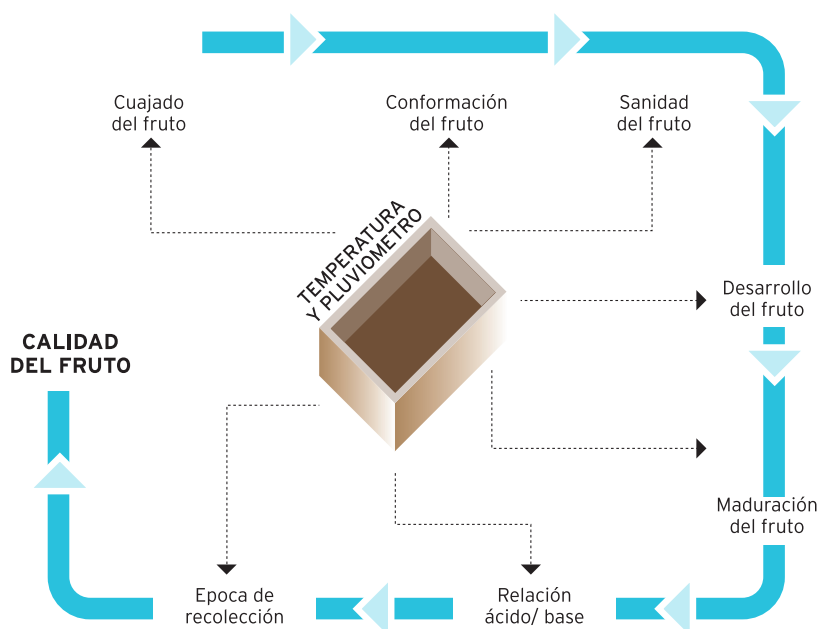 Cuajado
del fruto
Conformación
del fruto
Sanidad
del fruto
TEMPERATURA
Y PLUVIOMETRO
Desarrollo
del fruto
Maduración
del fruto
Relación
ácido/ base
Epoca de
recolección
CALIDAD
DEL FRUTO